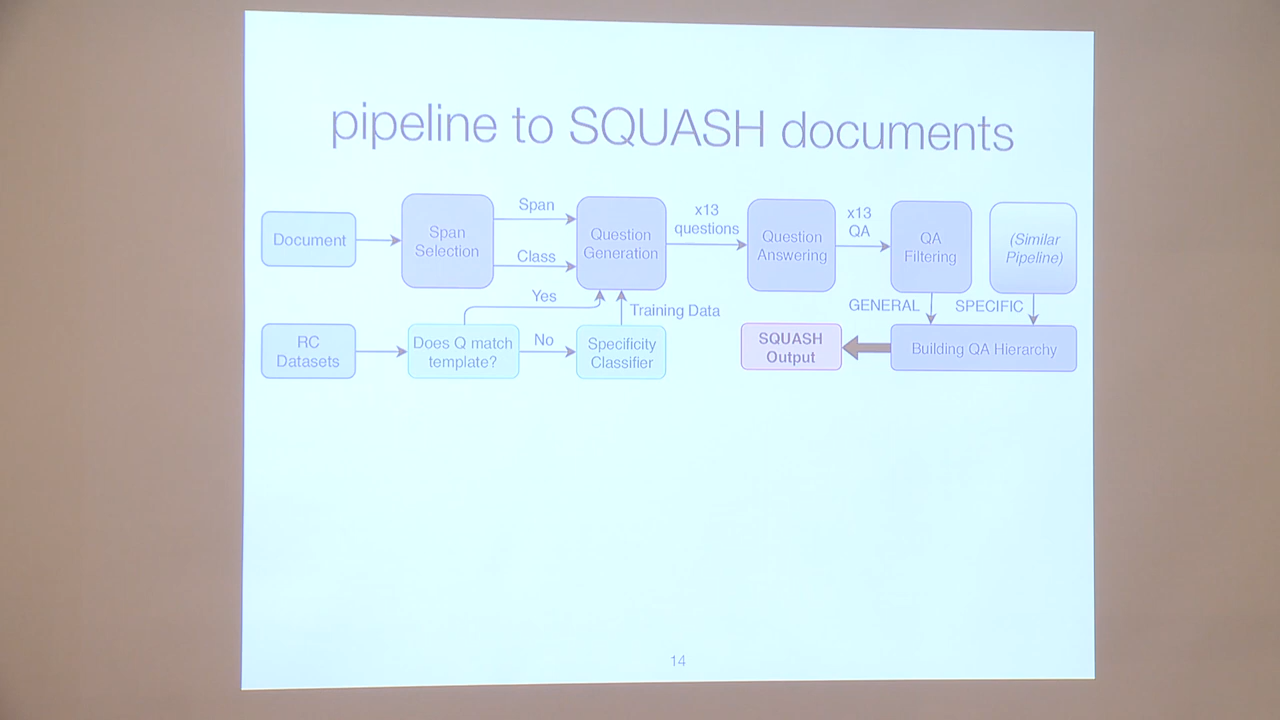 pipeline to SQUASH documents
Document
Span
Selection
Span
Class
Question
Generation
x13
questions
Question
Answering
x13
QA
QA
Filtering
(Similar
Pipeline)
Yes
Training Data
GENERAL
SPECIFIC
RC
Datasets
Does Q match
template?
No
Specificity
Classifier
SQUASH
Output
Building QA Hierarchy
14